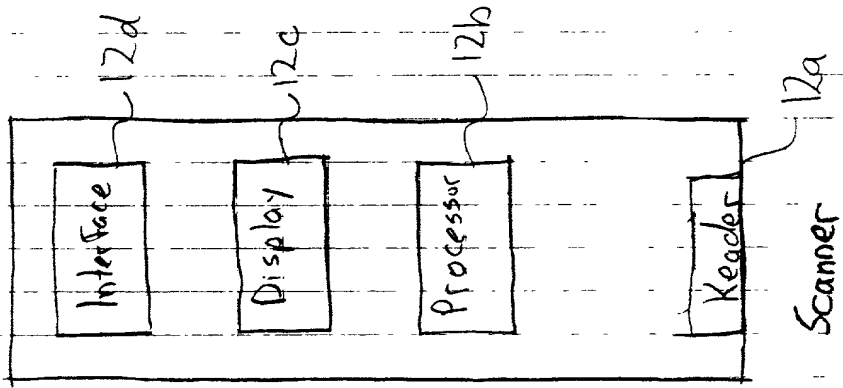 Interface
12d
Display
12c
Processor
12b
Reader
12a
Scanner